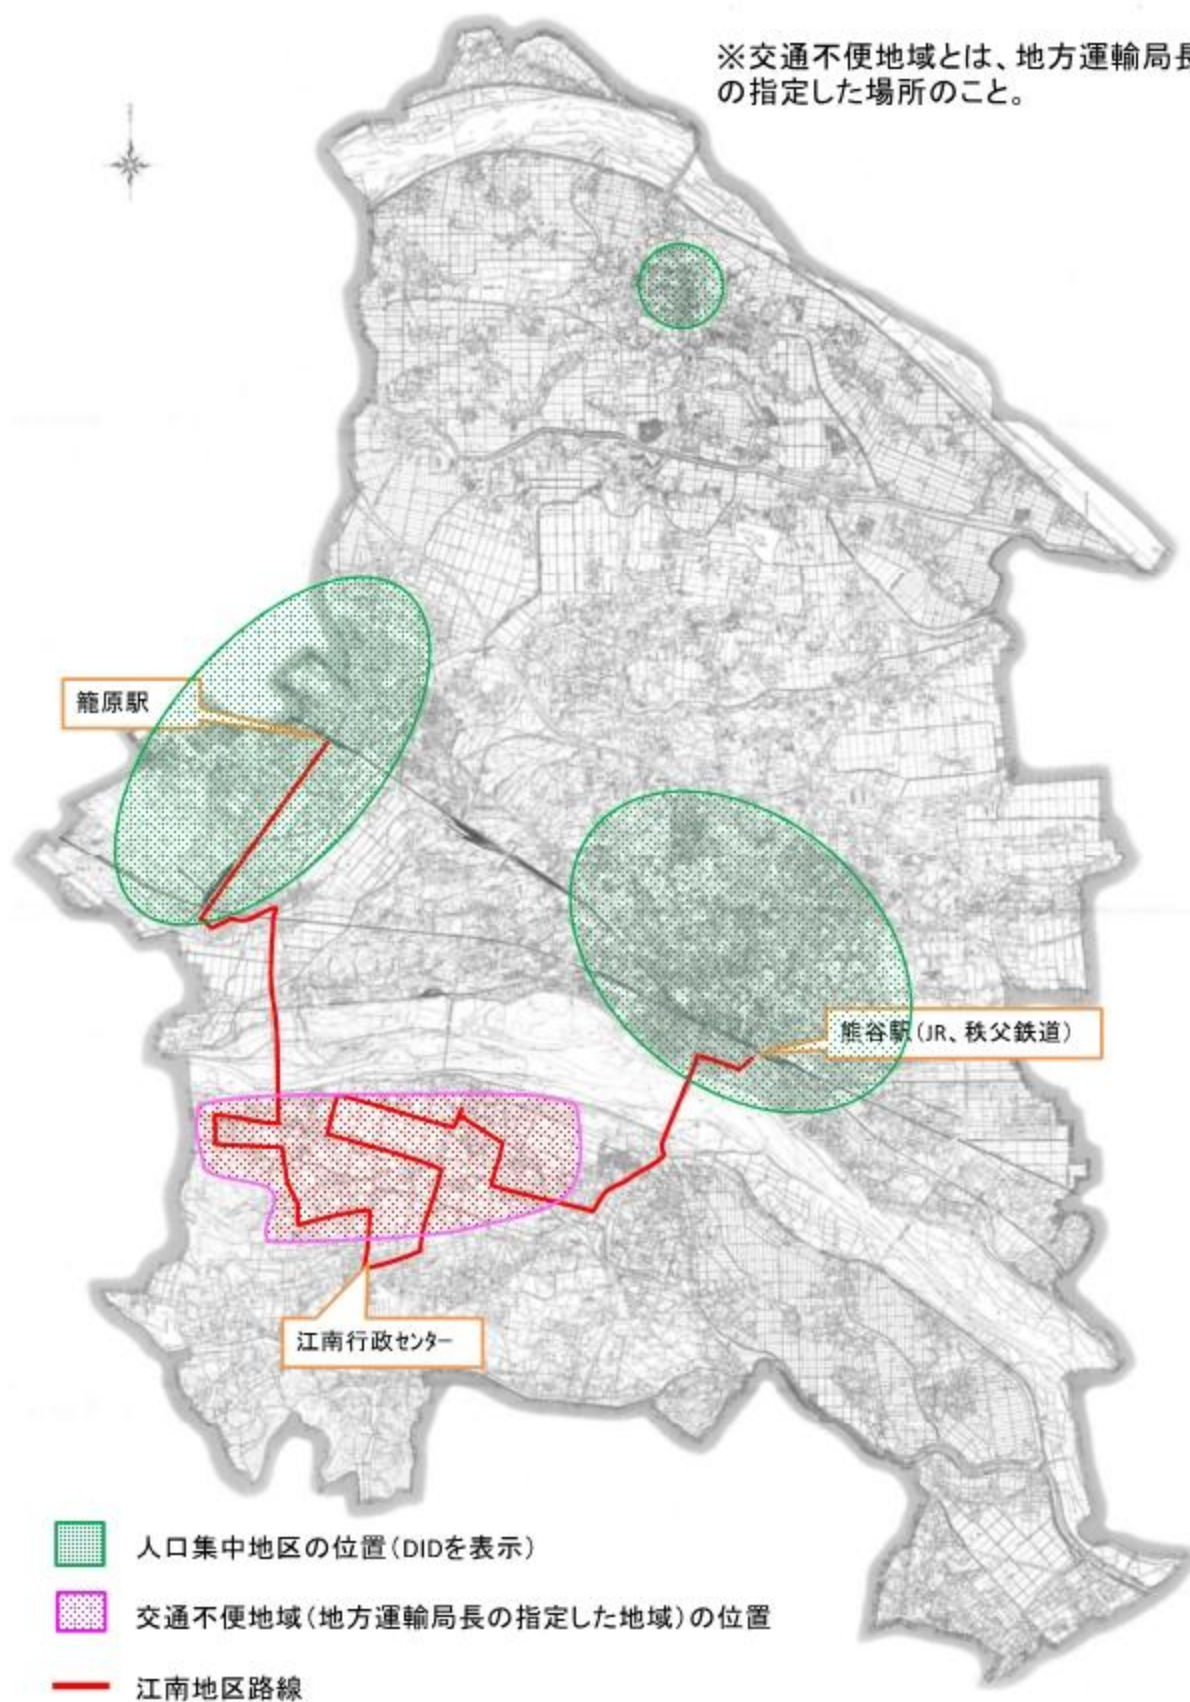 ※交通不便地域とは、地方運輸局長
の指定した場所のこと。
籠原駅
熊谷駅(JR、秩父鉄道)
江南行政センター
人口集中地区の位置(DIDを表示)
交通不便地域(地方運輸局長の指定した地域)の位置
江南地区路線